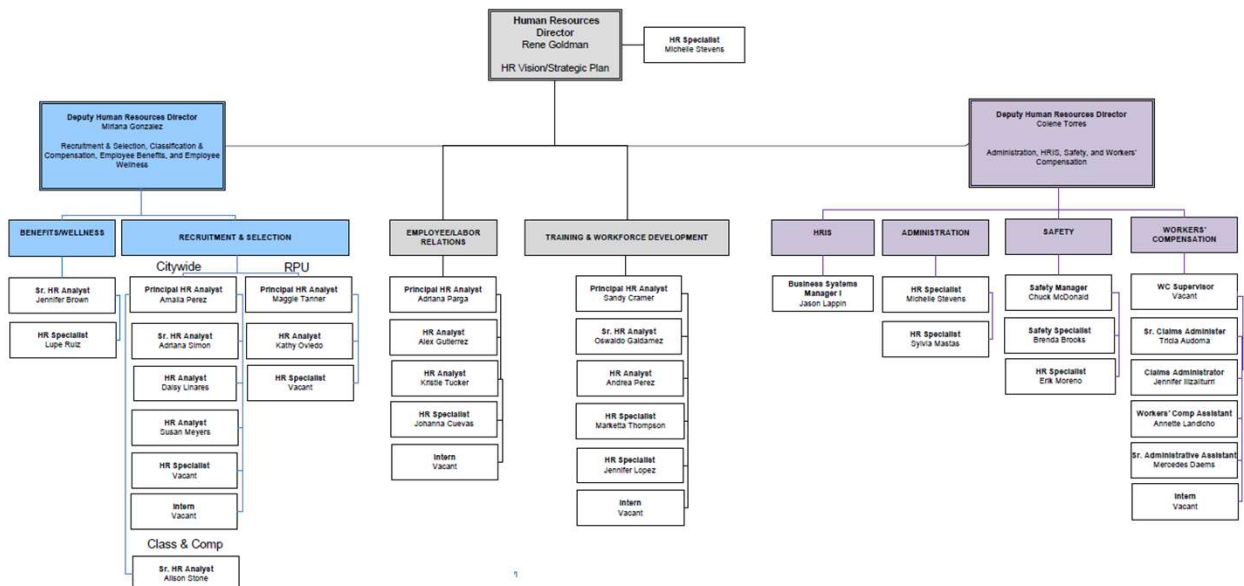 Human Resources
Director
Rene Goldman
HR Vision/Strategic Plan
HR Specialist
Michelle Stevens
Deputy Human Resources Director
Miriana Gonzalez
Recruitment & Selection, Classification &
Compensation, Employee Benefits, and Employee
Wellness
Deputy Human Resources Director
Colene Torres
Administration, HRIS, Safety, and Workers'
Compensation
BENEFITS/WELLNESS
RECRUITMENT & SELECTION
EMPLOYEE/LABOR
RELATIONS
TRAINING & WORKFORCE DEVELOPMENT
HRIS
ADMINISTRATION
SAFETY
WORKERS'
COMPENSATION
Sr. HR Analyst
Jennifer Brown
HR Specialist
Lupe Ruiz
Citywide
Principal HR Analyst
Amalia Perez
Sr. HR Analyst
Adriana Simon
HR Analyst
Daisy Linares
HR Analyst
Susan Meyers
HR Specialist
Vacant
Intern
Vacant
Class & Comp
Sr. HR Analyst
Alison Stone
RPU
Principal HR Analyst
Maggie Tanner
HR Analyst
Kathy Oviedo
HR Specialist
Vacant
Principal HR Analyst
Adriana Parga
HR Analyst
Alex Gutierrez
HR Analyst
Kristie Tucker
HR Specialist
Johanna Cuevas
Intern
Vacant
Principal HR Analyst
Sandy Cramer
Sr. HR Analyst
Oswaldo Galdamez
HR Analyst
Andrea Perez
HR Specialist
Marketta Thompson
HR Specialist
Jennifer Lopez
Intern
Vacant
Business Systems
Manager I
Jason Lappin
HR Specialist
Michelle Stevens
HR Specialist
Sylvia Mastas
Safety Manager
Chuck McDonald
Safety Specialist
Brenda Brooks
HR Specialist
Erik Moreno
WC Supervisor
Vacant
Sr. Claims Administer
Tricia Audoma
Claims Administrator
Jennifer Ilizaliturri
Workers' Comp Assistant
Annette Landicho
Sr. Administrative Assistant
Mercedes Daems
Intern
Vacant